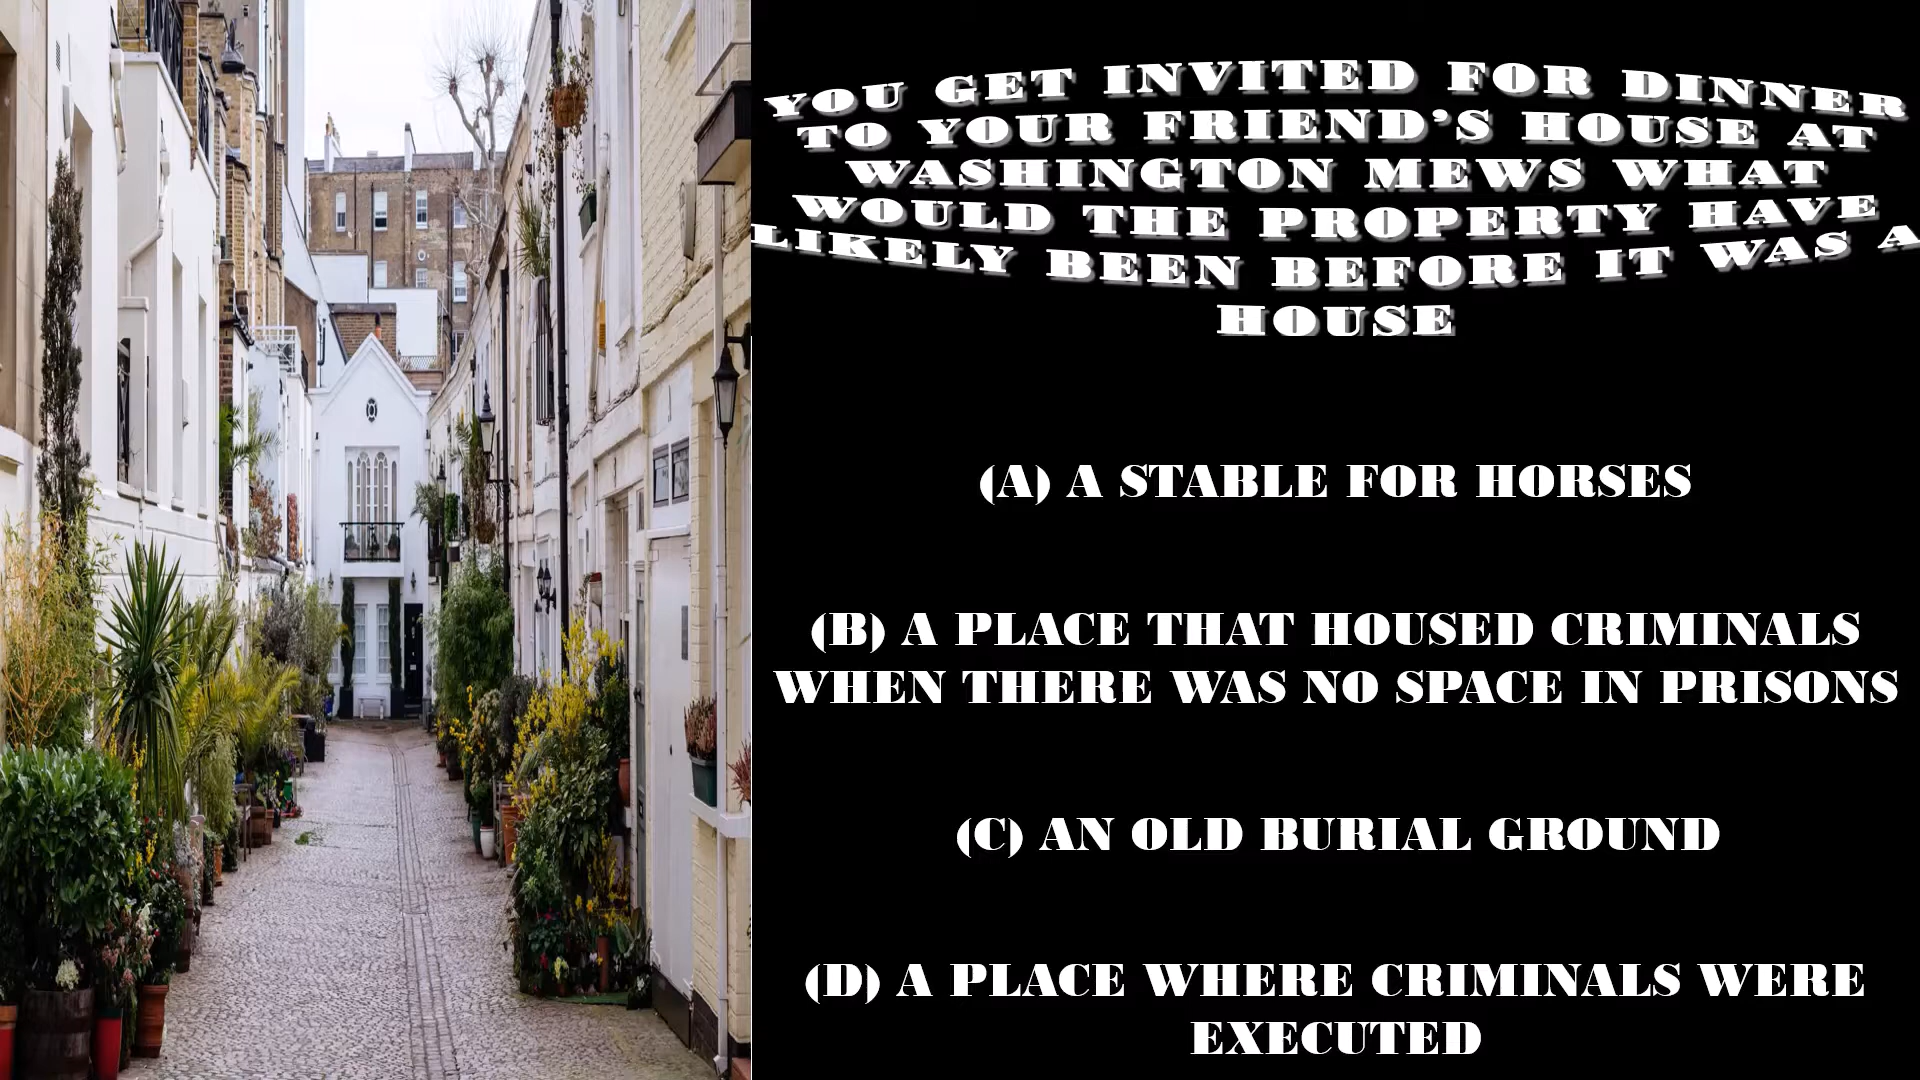 YOU GET INVITED FOR DINNER
TO YOUR FRIEND'S HOUSE AT
WASHINGTON MEWS WHAT
WOULD THE PROPERTY HAVE
LIKELY BEEN BEFORE IT WAS A
HOUSE
(A) A STABLE FOR HORSES
(B) A PLACE THAT HOUSED CRIMINALS
WHEN THERE WAS NO SPACE IN PRISONS
(C) AN OLD BURIAL GROUND
(D) A PLACE WHERE CRIMINALS WERE
EXECUTED